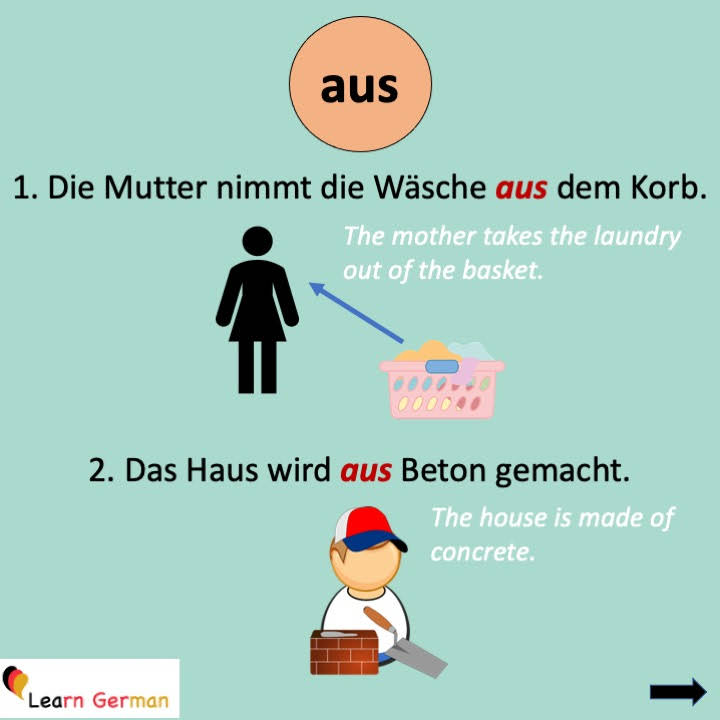 aus
1. Die Mutter nimmt die Wäsche aus dem Korb.
The mother takes the laundry
out of the basket.
2. Das Haus wird aus Beton gemacht.
The house is made of
concrete.
Learn German